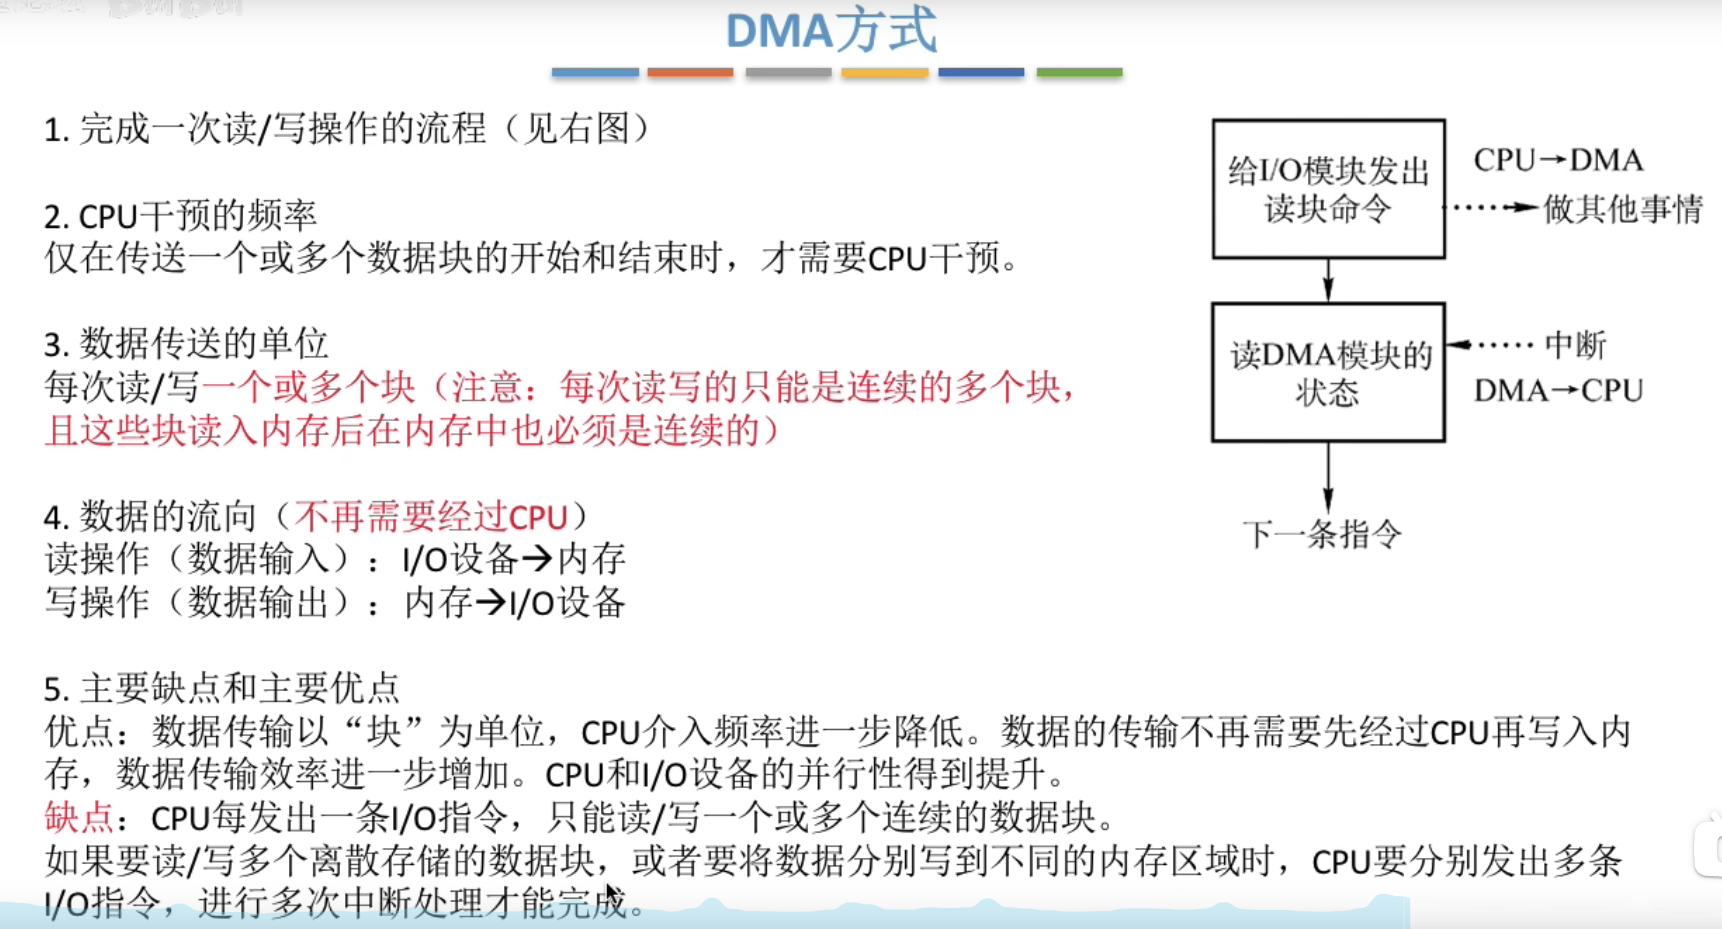 DMA方式
1. 完成一次读/写操作的流程（见右图）
2. CPU干预的频率
仅在传送一个或多个数据块的开始和结束时，才需要CPU干预。
3. 数据传送的单位
每次读/写一个或多个块（注意：每次读写的只能是连续的多个块，
且这些块读入内存后在内存中也必须是连续的）
4. 数据的流向（不再需要经过CPU）
读操作（数据输入）：I/O设备→内存
写操作（数据输出）：内存→I/O设备
5. 主要缺点和主要优点
优点：数据传输以“块”为单位，CPU介入频率进一步降低。数据的传输不再需要先经过CPU再写入内
存，数据传输效率进一步增加。CPU和I/O设备的并行性得到提升。
缺点：CPU每发出一条I/O指令，只能读/写一个或多个连续的数据块。
如果要读/写多个离散存储的数据块，或者要将数据分别写到不同的内存区域时，CPU要分别发出多条
I/O指令，进行多次中断处理才能完成。
给I/O模块发出
读块命令
CPU→DMA
做其他事情
读DMA模块的
状态
中断
DMA→CPU
下一条指令